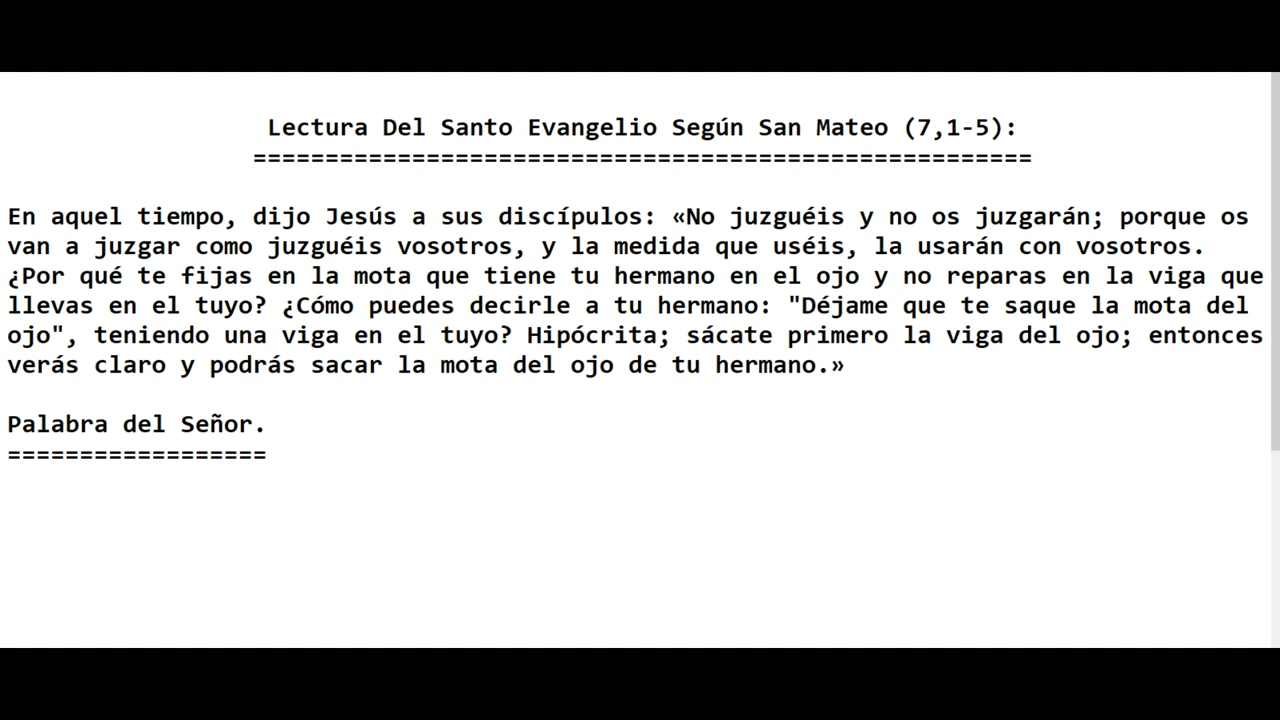 Lectura Del Santo Evangelio Según San Mateo (7,1-5):
======================================================
En aquel tiempo, dijo Jesús a sus discípulos: «No juzguéis y no os juzgarán; porque os
van a juzgar como juzguéis vosotros, y la medida que uséis, la usarán con vosotros.
¿Por qué te fijas en la mota que tiene tu hermano en el ojo y no reparas en la viga que
llevas en el tuyo? ¿Cómo puedes decirle a tu hermano: "Déjame que te saque la mota del
ojo", teniendo una viga en el tuyo? Hipócrita; sácate primero la viga del ojo; entonces
verás claro y podrás sacar la mota del ojo de tu hermano.»
Palabra del Señor.
==================